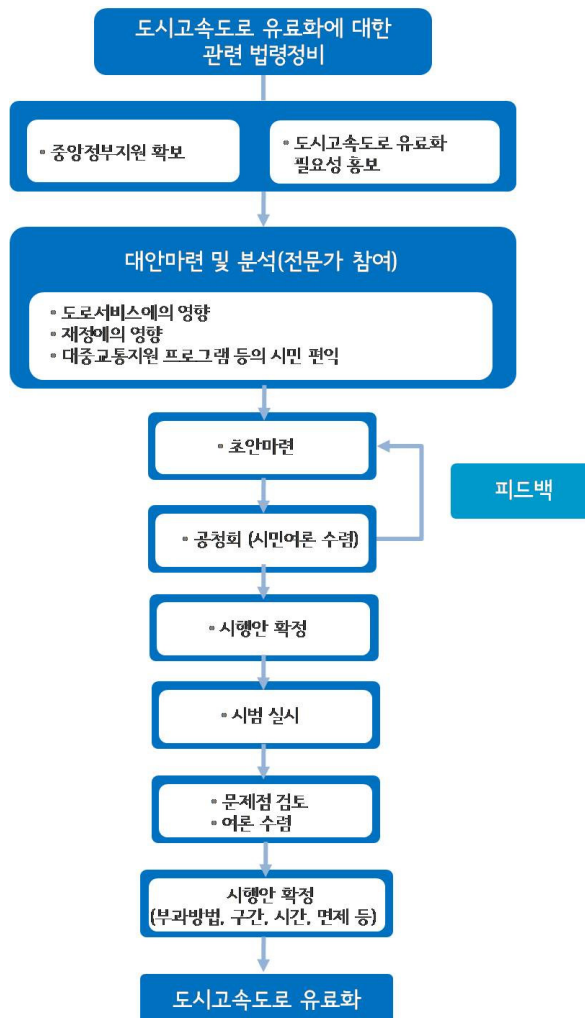 도시고속도로 유료화에 대한
관련 법령정비
▫ 중앙정부지원 확보
▫ 도시고속도로 유료화
필요성 홍보
대안마련 및 분석(전문가 참여)
▫ 도로서비스에의 영향
▫ 재정에의 영향
▫ 대중교통지원 프로그램 등의 시민 편익
▫ 초안마련
피드백
▫ 공청회 (시민여론 수렴)
▫ 시행안 확정
▫ 시범 실시
▫ 문제점 검토
▫ 여론 수렴
시행안 확정
(부과방법, 구간, 시간, 면제 등)
도시고속도로 유료화